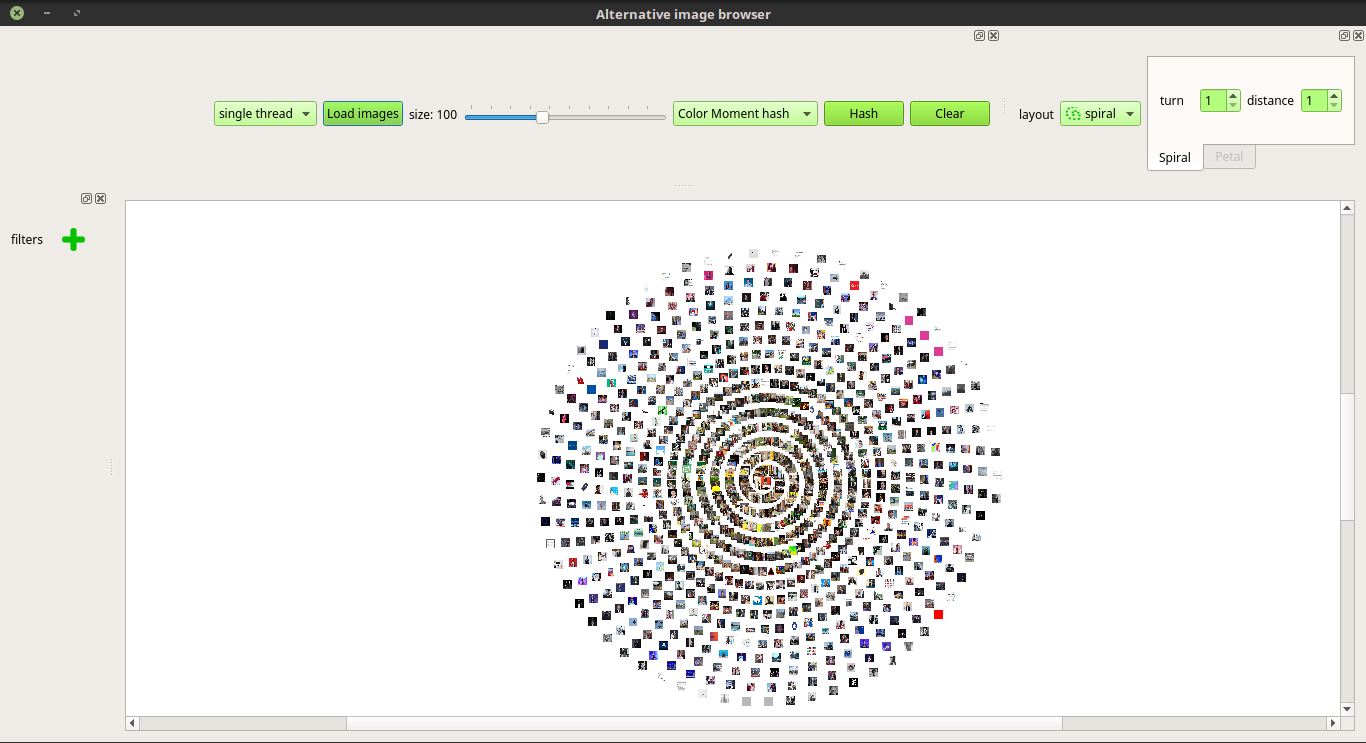 Alternative image browser
single thread Load images size: 100 Color Moment hash Hash Clear layout spiral turn 1 distance 1
Spiral Petal
filters